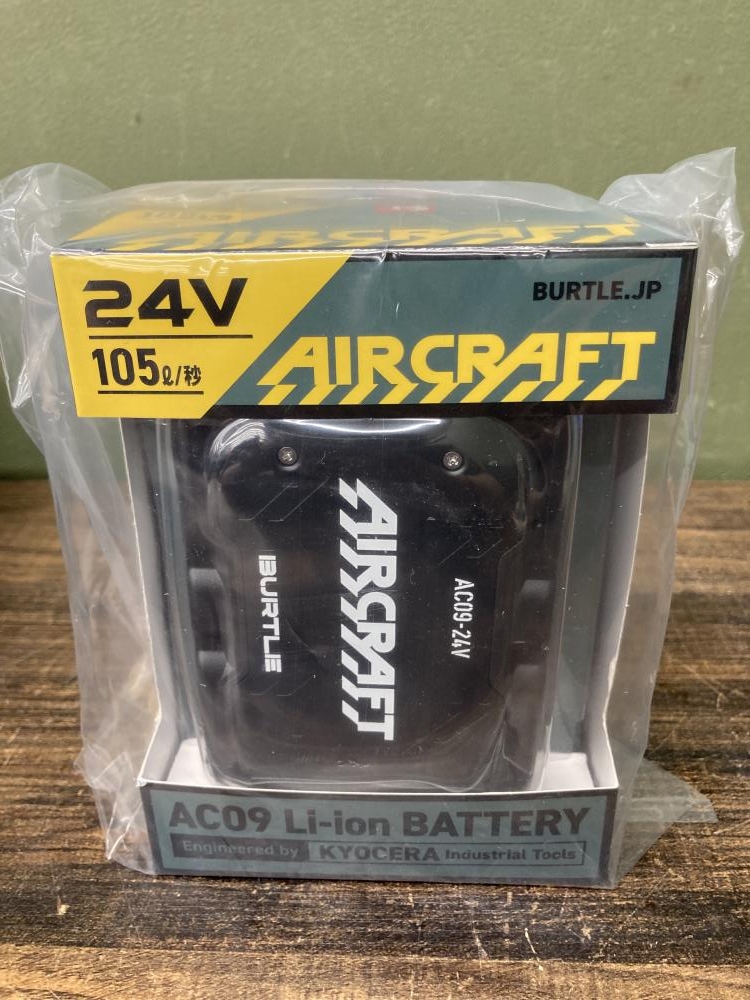 AIRCRAFT
24V
BURTLE.JP
105ℓ/秒
AIRCRAFT
BURTLE
AIRCRAFT
AC09-24V
AC09 Li-ion BATTERY
Engineered by KYOCERA Industrial Tools